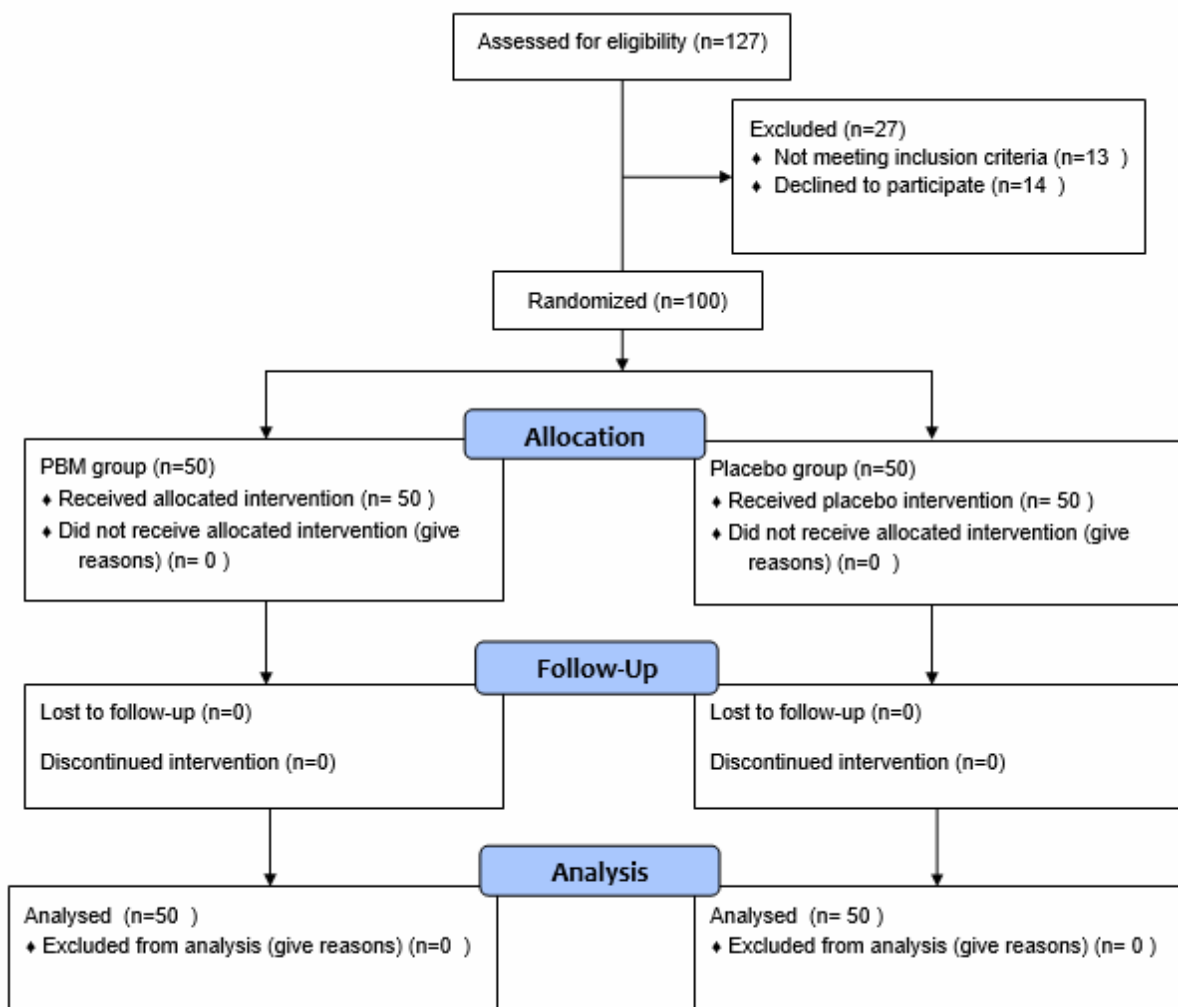 Assessed for eligibility (n=127)
Excluded (n=27)
♦ Not meeting inclusion criteria (n=13  )
♦ Declined to participate (n=14  )
Randomized (n=100)
Allocation
PBM group (n=50)
♦ Received allocated intervention (n= 50 )
♦ Did not receive allocated intervention (give
reasons) (n= 0 )
Placebo group (n=50)
♦ Received placebo intervention (n= 50 )
♦ Did not receive allocated intervention (give
reasons) (n=0  )
Follow-Up
Lost to follow-up (n=0)
Discontinued intervention (n=0)
Lost to follow-up (n=0)
Discontinued intervention (n=0)
Analysis
Analysed  (n=50  )
♦ Excluded from analysis (give reasons) (n=0  )
Analysed  (n= 50 )
♦ Excluded from analysis (give reasons) (n= 0 )